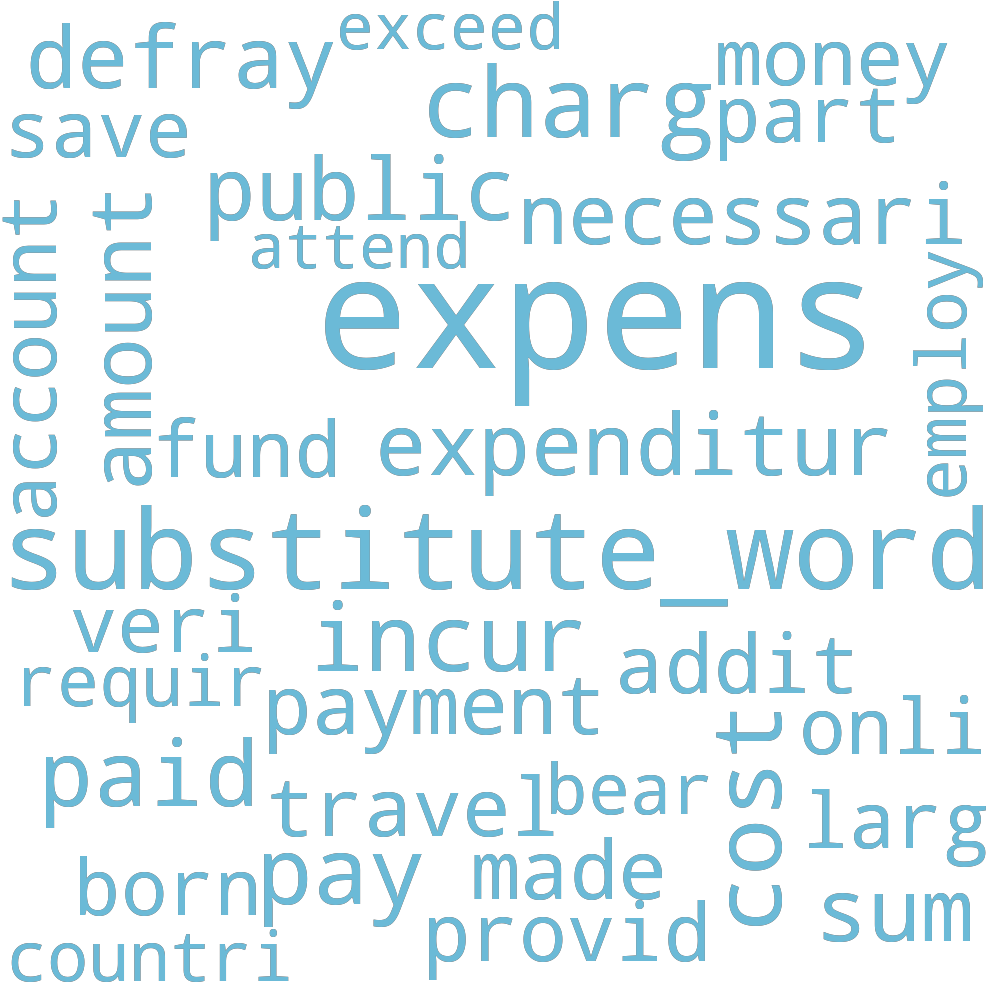 exceed
defray
money
charg
part
save
public
necessari
attend
account
amount
employi
expens
fund
expenditur
substitute_word
veri
incur
addit
requir
payment
onli
cost
paid
travel
bear
larg
pay
made
born
sum
provid
countri